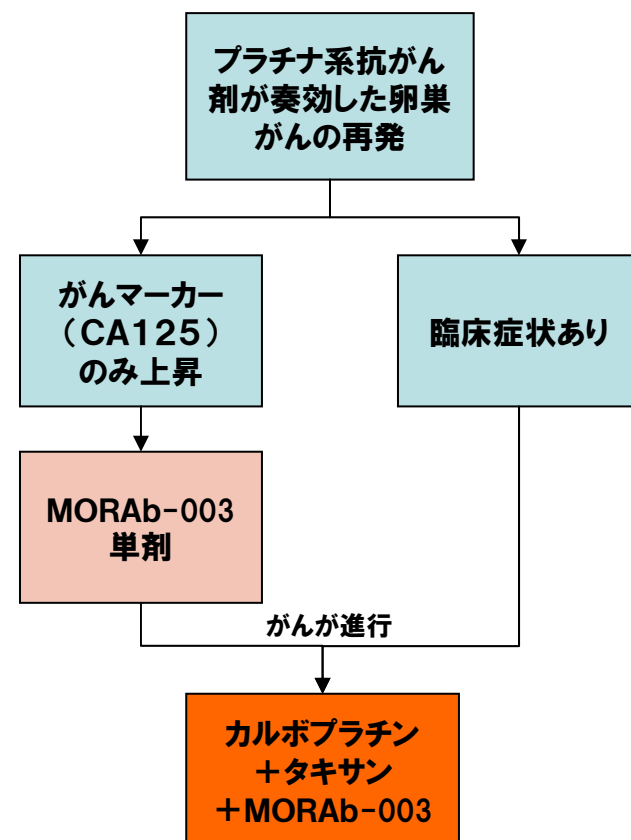 プラチナ系抗がん
剤が奏効した卵巣
がんの再発
がんマーカー
（CA125）
のみ上昇
臨床症状あり
MORAb-003
単剤
がんが進行
カルボプラチン
＋タキサン
＋MORAb-003